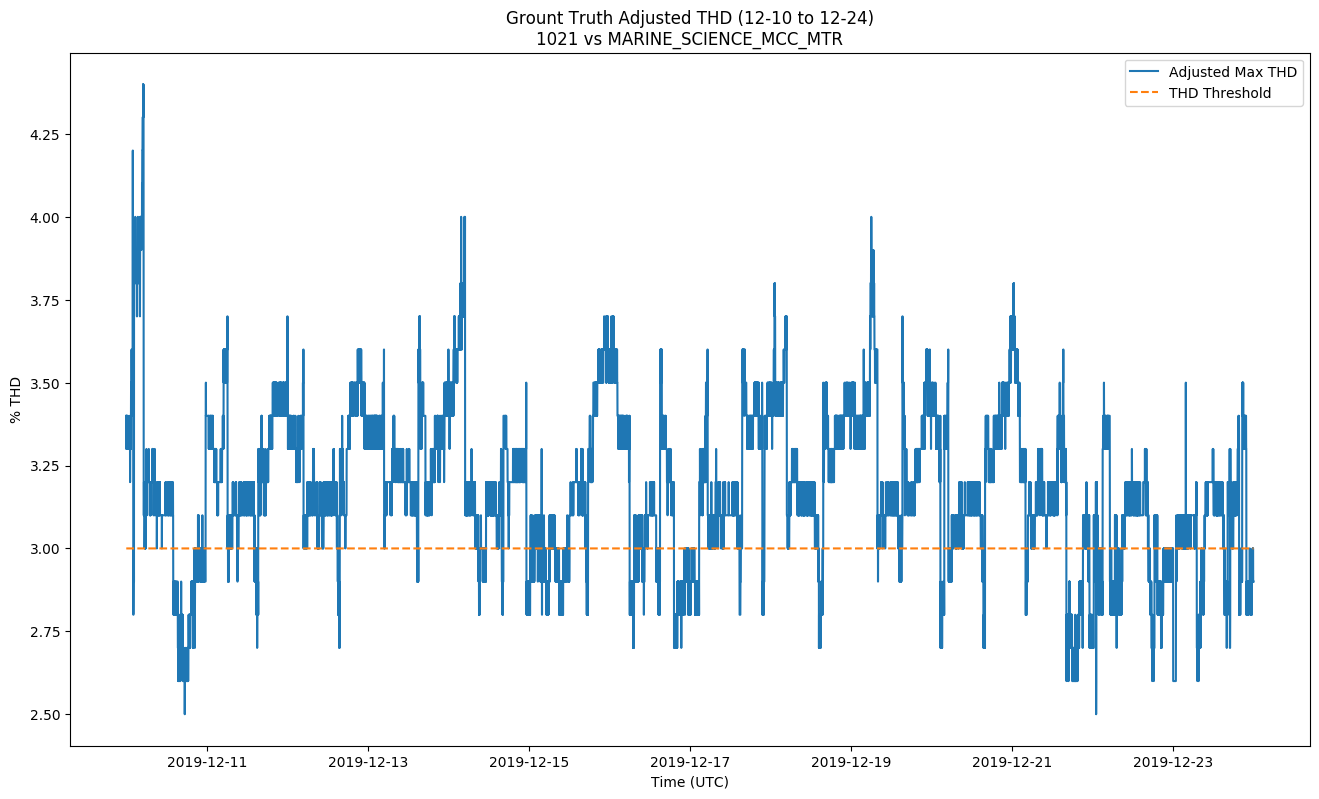 Grount Truth Adjusted THD (12-10 to 12-24)
1021 vs MARINE_SCIENCE_MCC_MTR
Adjusted Max THD
THD Threshold
% THD
4.25
4.00
3.75
3.50
3.25
3.00
2.75
2.50
2019-12-11
2019-12-13
2019-12-15
2019-12-17
2019-12-19
2019-12-21
2019-12-23
Time (UTC)